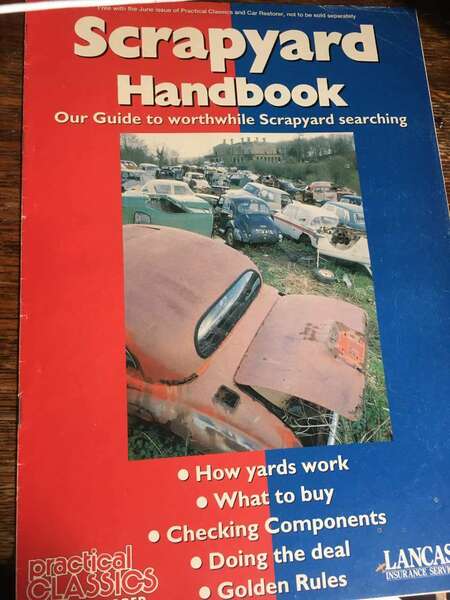 Free with the June issue of Practical Classics and Car Restorer, not to be sold separately
Scrapyard
Handbook
Our Guide to worthwhile Scrapyard searching
• How yards work
• What to buy
• Checking Components
• Doing the deal
• Golden Rules
practical
CLASSICS
LANCAS
INSURANCE SERVIC